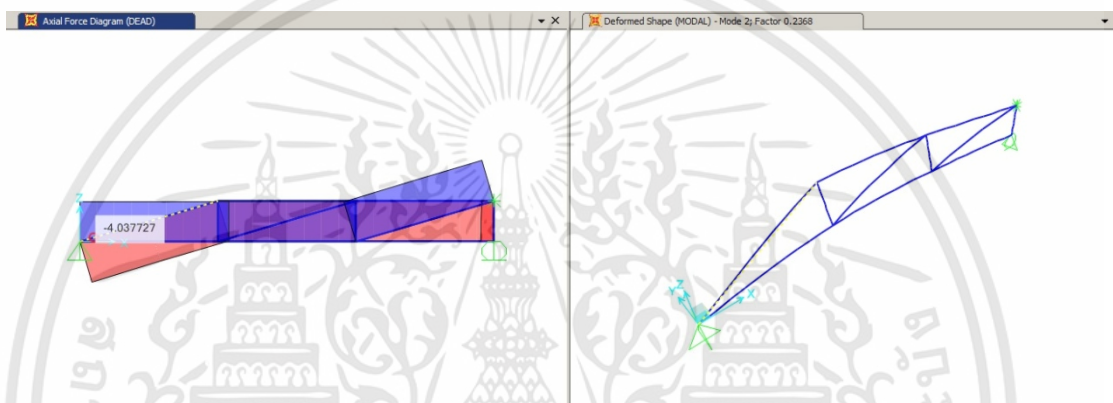 Axial Force Diagram (DEAD)
Deformed Shape (MODAL) - Mode 2; Factor 0.2368
Z
-4.037727
X
Y Z
X